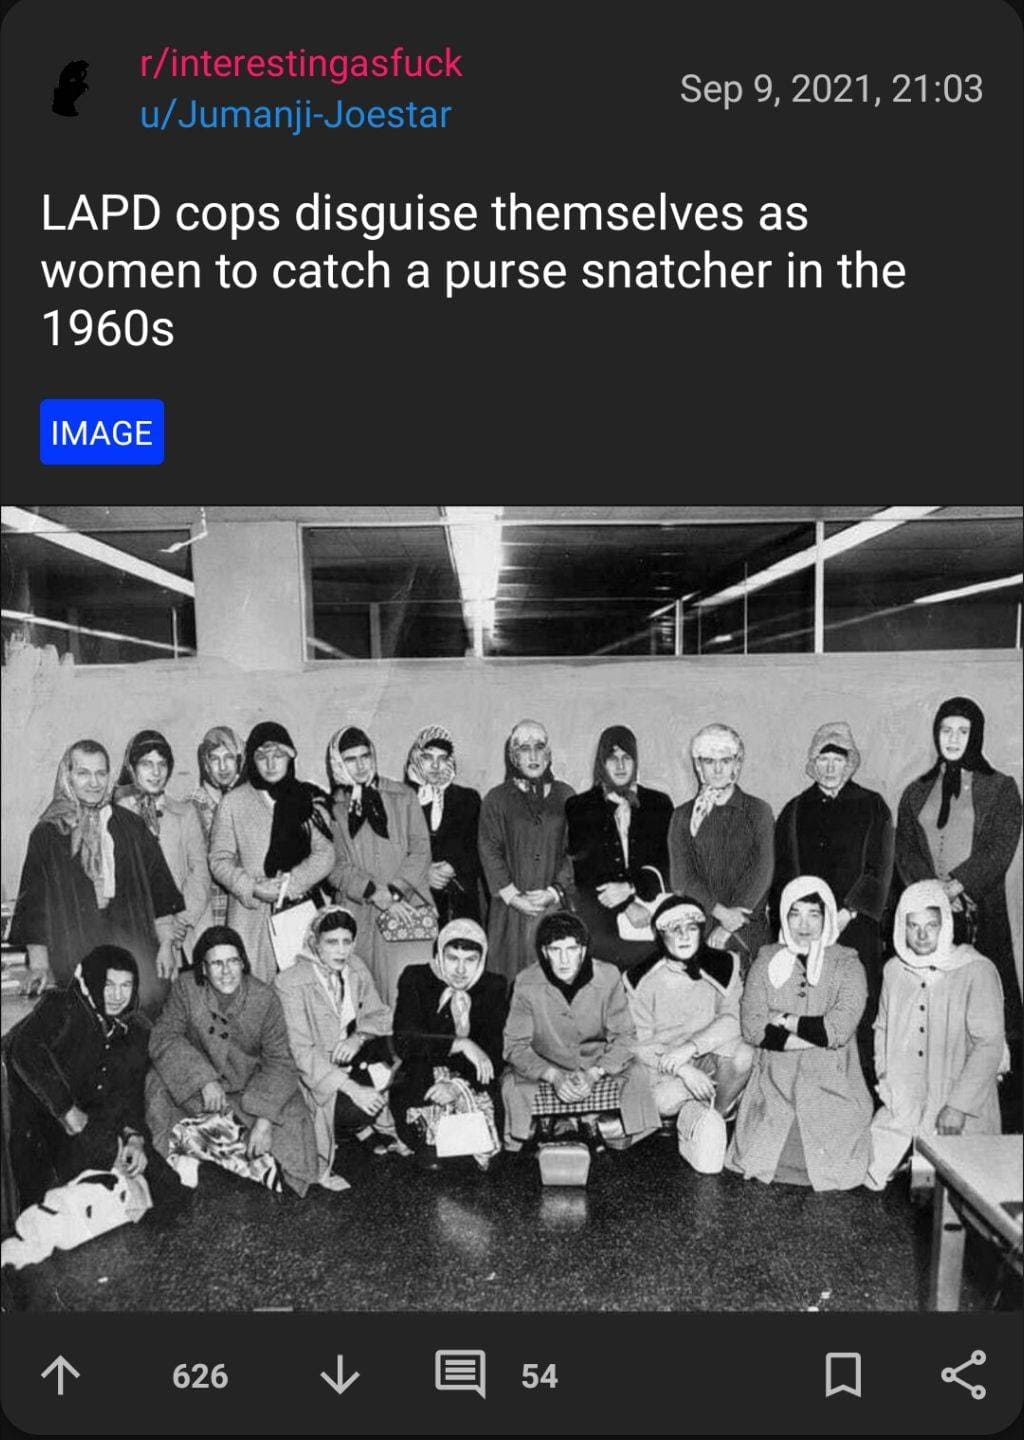 r/interestingasfuck
u/Jumanji-Joestar
Sep 9, 2021, 21:03
LAPD cops disguise themselves as
women to catch a purse snatcher in the
1960s
IMAGE
626
54